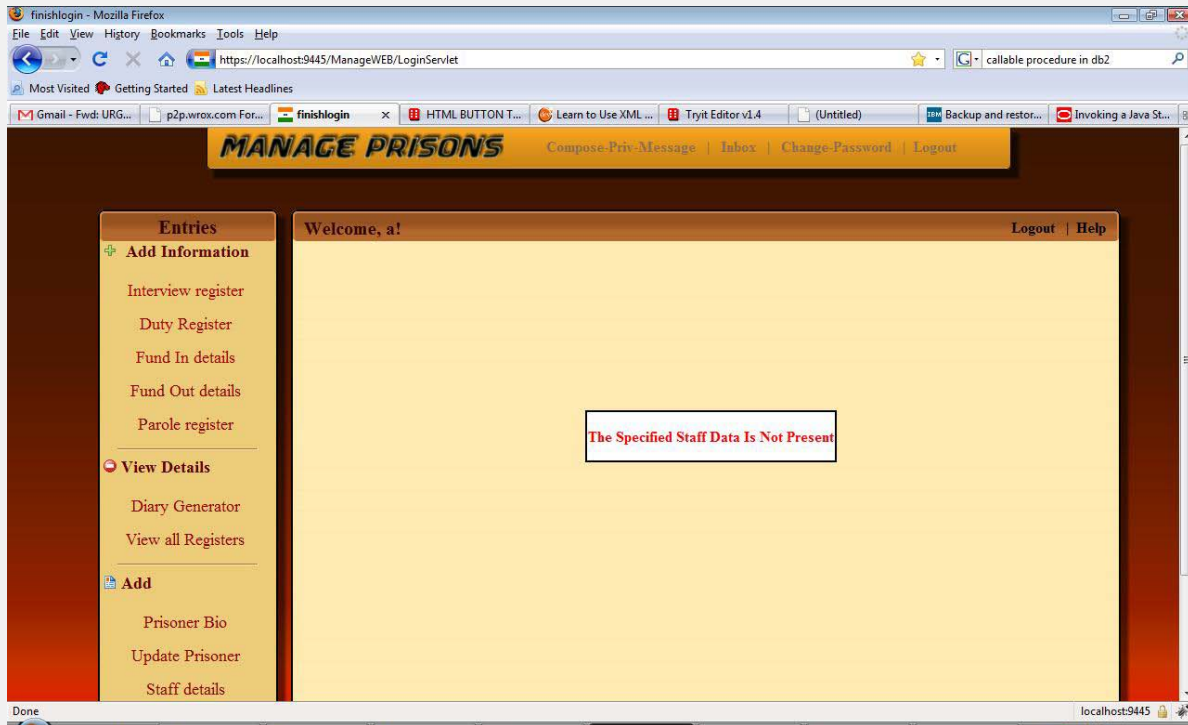 finishlogin - Mozilla Firefox
File Edit View History Bookmarks Tools Help
https://localhost:9445/ManageWEB/LoginServlet
callable procedure in db2
Most Visited Getting Started Latest Headlines
Gmail - Fwd: URG... p2p.wrox.com For... finishlogin x HTML BUTTON T... Learn to Use XML ... Tryit Editor v1.4 (Untitled) Backup and restor... Invoking a Java St...
MANAGE PRISONS
Compose-Priv-Message | Inbox | Change-Password | Logout
Entries
Welcome, a!
Logout | Help
Add Information
Interview register
Duty Register
Fund In details
Fund Out details
Parole register
The Specified Staff Data Is Not Present
View Details
Diary Generator
View all Registers
Add
Prisoner Bio
Update Prisoner
Staff details
Done
localhost:9445